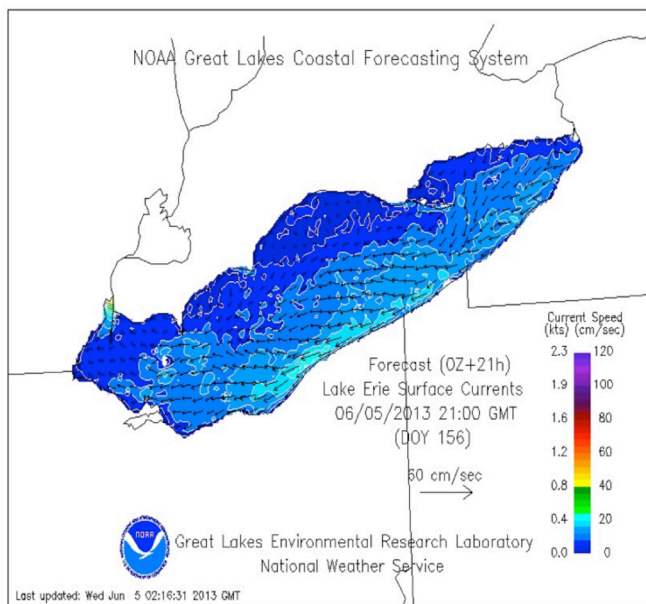 NOAA Great Lakes Coastal Forecasting System
Current Speed
(kts) (cm/sec)
2.3 120
1.9 100
1.6 80
1.2 60
0.8 40
0.4 20
0.0 0
Forecast (0Z+21h)
Lake Erie Surface Currents
06/05/2013 21:00 GMT
(DOY 156)
60 cm/sec
NOAA
Great Lakes Environmental Research Laboratory
National Weather Service
Last updated: Wed Jun 5 02:16:31 2013 GMT